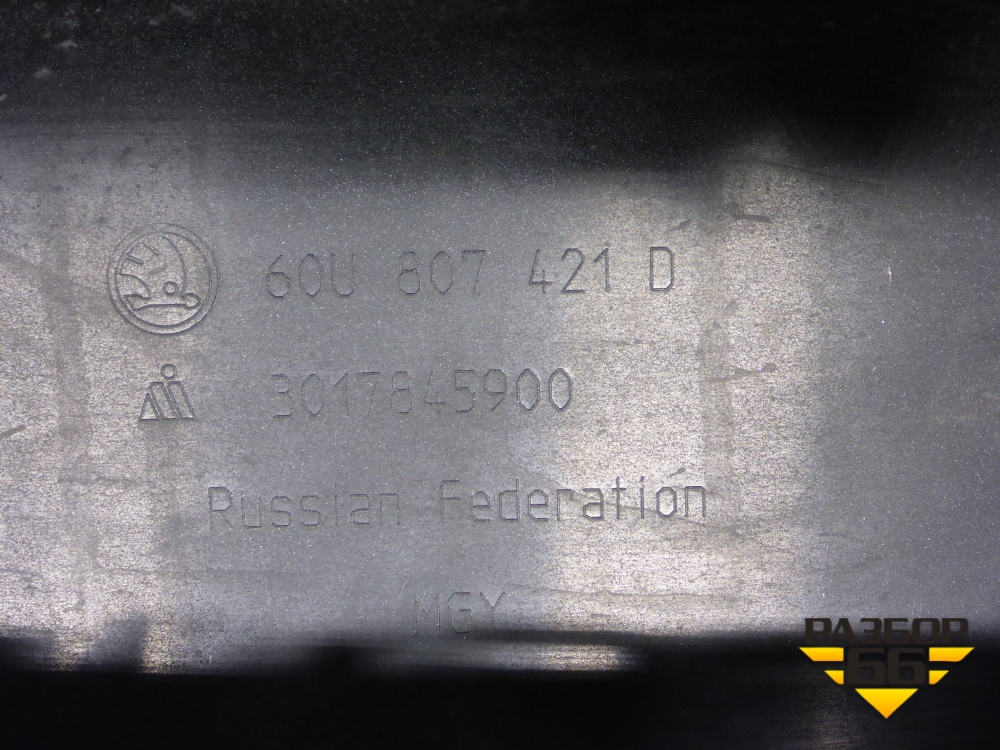 60U 807 421 D
3017845900
Russian Federation
MGY
РАЗБОР
66